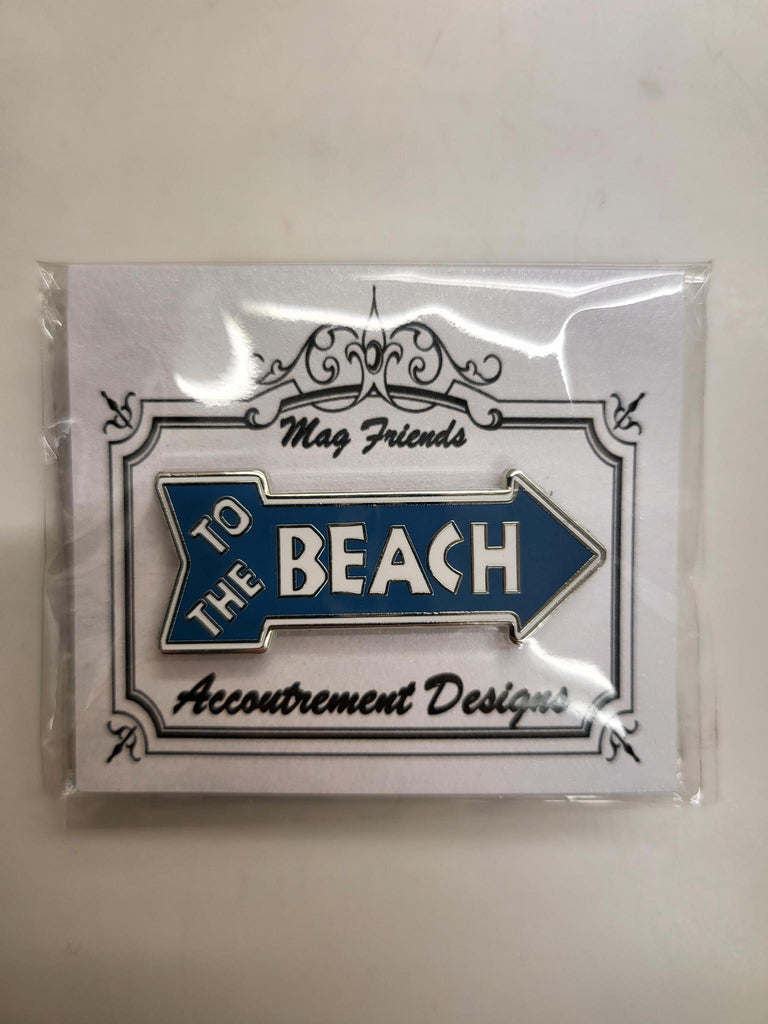 Mag Friends
TO
THE
BEACH
Accoutrement Designs